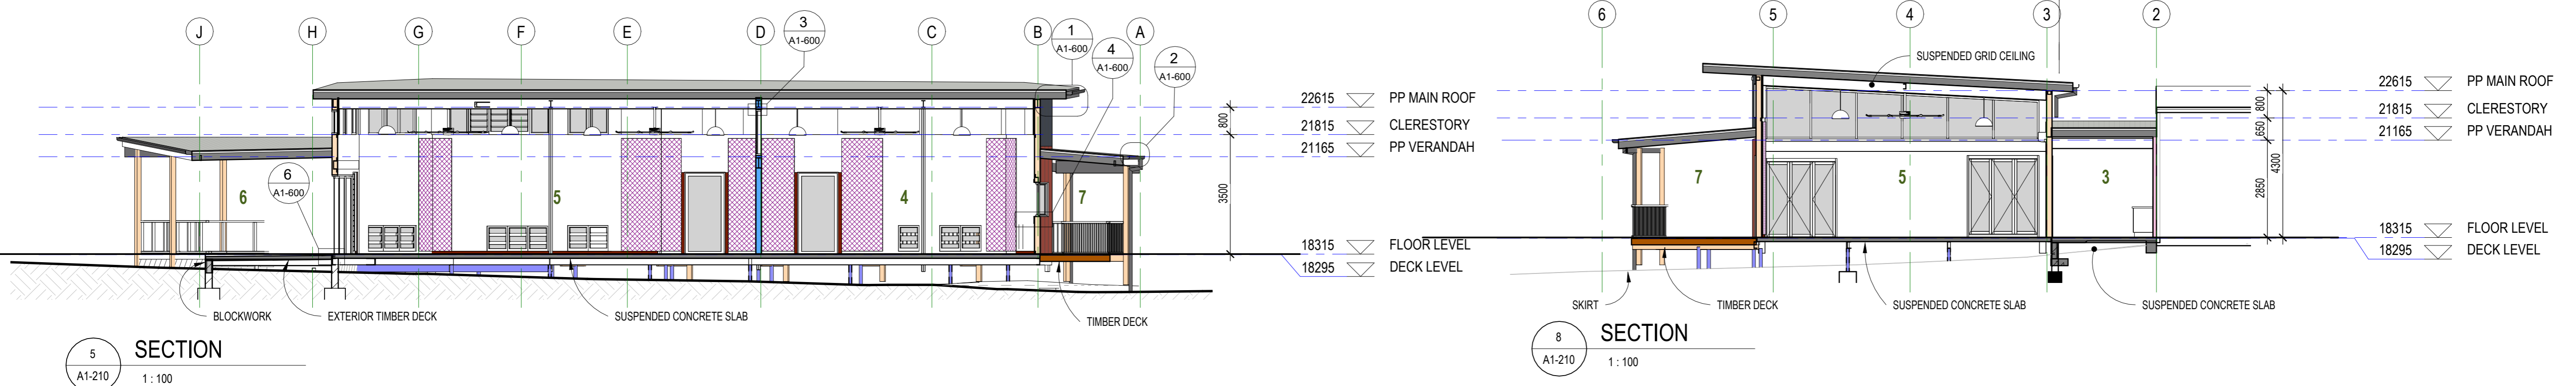 J
H
G
F
E
D
3
A1-600
C
B
1
A1-600
4
A1-600
A
2
A1-600
22615 PP MAIN ROOF
21815 CLERESTORY
21165 PP VERANDAH
18315 FLOOR LEVEL
18295 DECK LEVEL
800
3500
6
6
A1-600
5
4
7
BLOCKWORK
EXTERIOR TIMBER DECK
SUSPENDED CONCRETE SLAB
TIMBER DECK
5
A1-210
SECTION
1 : 100
6
5
4
3
2
SUSPENDED GRID CEILING
22615 PP MAIN ROOF
21815 CLERESTORY
21165 PP VERANDAH
18315 FLOOR LEVEL
18295 DECK LEVEL
800
650
2850
4300
7
5
3
SKIRT
TIMBER DECK
SUSPENDED CONCRETE SLAB
SUSPENDED CONCRETE SLAB
8
A1-210
SECTION
1 : 100